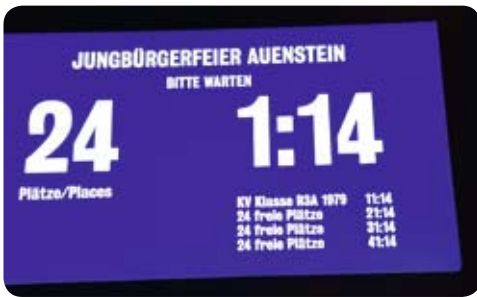 JUNGBÜRGERFEIER AUENSTEIN
BITTE WARTEN
24 1:14
Plätze/Places
KV Klasse R3A 1979 11:14
24 freie Plätze 21:14
24 freie Plätze 31:14
24 freie Plätze 41:14